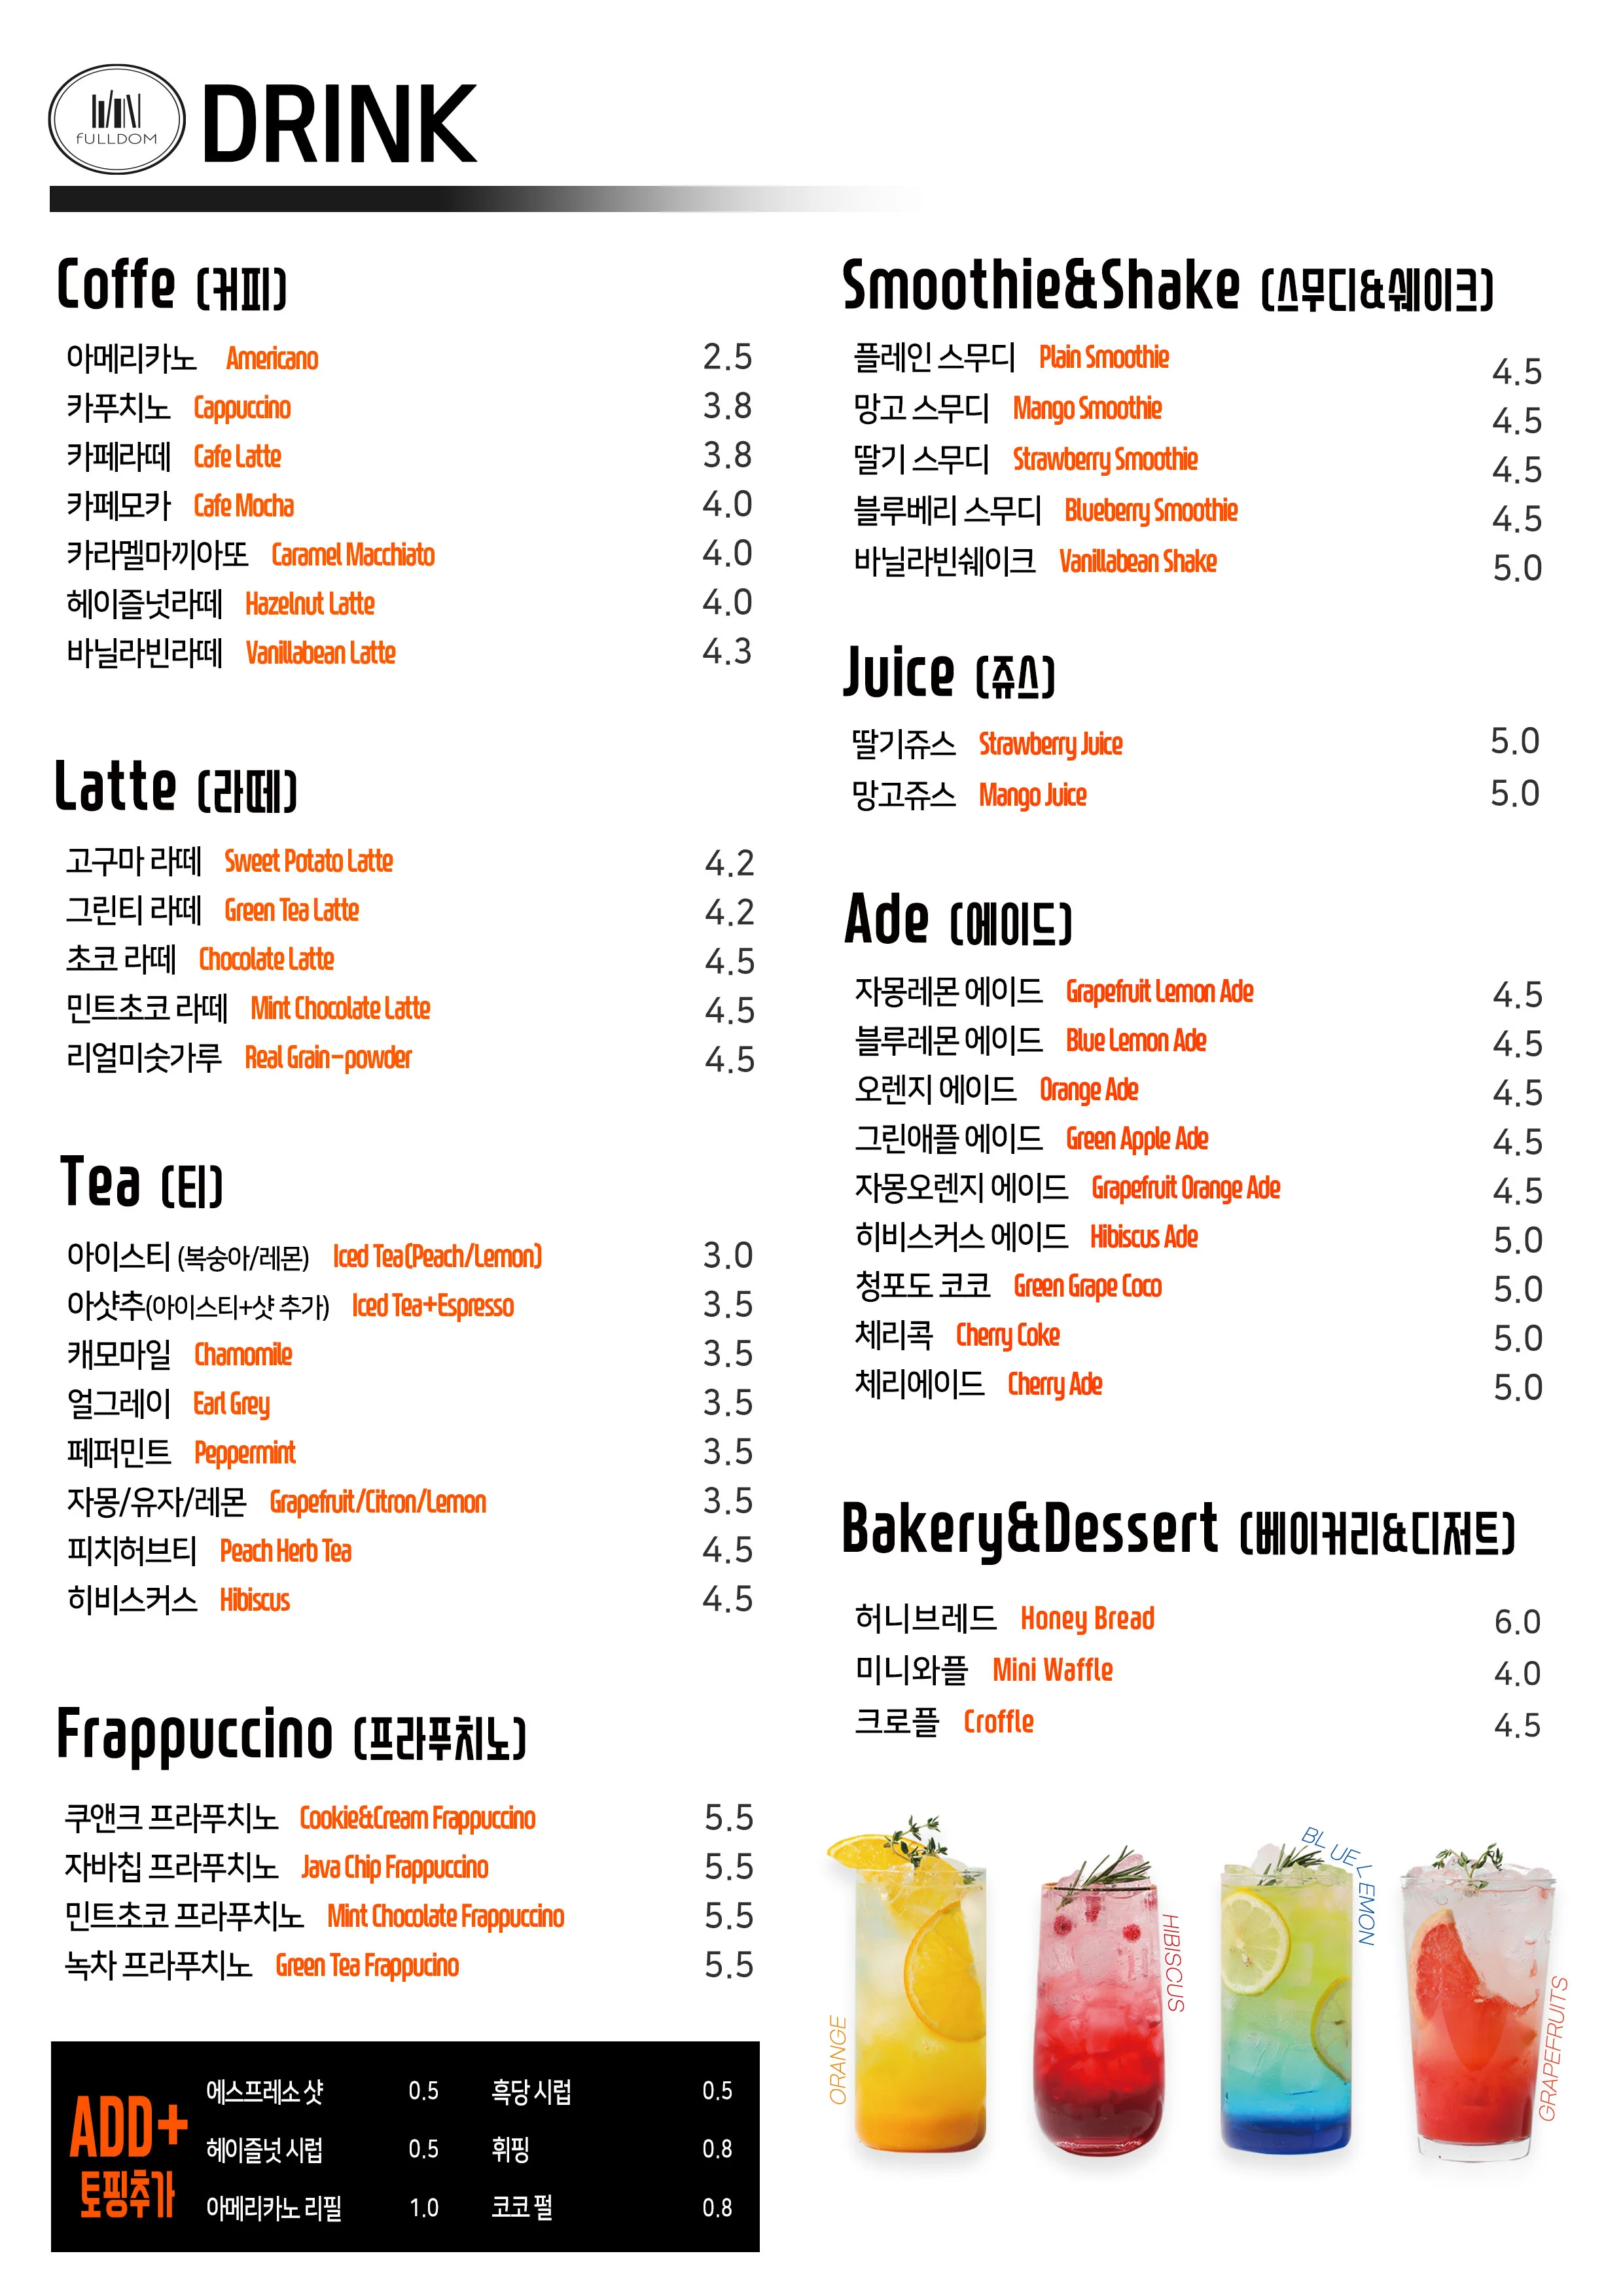 fULLDOM
DRINK
Coffe (커피)
아메리카노 Americano 2.5
카푸치노 Cappuccino 3.8
카페라떼 Cafe Latte 3.8
카페모카 Cafe Mocha 4.0
카라멜마끼아또 Caramel Macchiato 4.0
헤이즐넛라떼 Hazelnut Latte 4.0
바닐라빈라떼 Vanillabean Latte 4.3
Latte (라떼)
고구마 라떼 Sweet Potato Latte 4.2
그린티 라떼 Green Tea Latte 4.2
초코 라떼 Chocolate Latte 4.5
민트초코 라떼 Mint Chocolate Latte 4.5
리얼미숫가루 Real Grain-powder 4.5
Tea (티)
아이스티 (복숭아/레몬) Iced Tea(Peach/Lemon) 3.0
아샷추(아이스티+샷 추가) Iced Tea+Espresso 3.5
캐모마일 Chamomile 3.5
얼그레이 Earl Grey 3.5
페퍼민트 Peppermint 3.5
자몽/유자/레몬 Grapefruit/Citron/Lemon 3.5
피치허브티 Peach Herb Tea 4.5
히비스커스 Hibiscus 4.5
Frappuccino (프라푸치노)
쿠앤크 프라푸치노 Cookie&Cream Frappuccino 5.5
자바칩 프라푸치노 Java Chip Frappuccino 5.5
민트초코 프라푸치노 Mint Chocolate Frappuccino 5.5
녹차 프라푸치노 Green Tea Frappucino 5.5
ADD+
토핑추가
에스프레소 샷 0.5 흑당 시럽 0.5
헤이즐넛 시럽 0.5 휘핑 0.8
아메리카노 리필 1.0 코코 펄 0.8
Smoothie&Shake (스무디&쉐이크)
플레인 스무디 Plain Smoothie 4.5
망고 스무디 Mango Smoothie 4.5
딸기 스무디 Strawberry Smoothie 4.5
블루베리 스무디 Blueberry Smoothie 4.5
바닐라빈쉐이크 Vanillabean Shake 5.0
Juice (쥬스)
딸기쥬스 Strawberry Juice 5.0
망고쥬스 Mango Juice 5.0
Ade (에이드)
자몽레몬 에이드 Grapefruit Lemon Ade 4.5
블루레몬 에이드 Blue Lemon Ade 4.5
오렌지 에이드 Orange Ade 4.5
그린애플 에이드 Green Apple Ade 4.5
자몽오렌지 에이드 Grapefruit Orange Ade 4.5
히비스커스 에이드 Hibiscus Ade 5.0
청포도 코코 Green Grape Coco 5.0
체리콕 Cherry Coke 5.0
체리에이드 Cherry Ade 5.0
Bakery&Dessert (베이커리&디저트)
허니브레드 Honey Bread 6.0
미니와플 Mini Waffle 4.0
크로플 Croffle 4.5
ORANGE
HIBISCUS
BLUE LEMON
GRAPEFRUITS